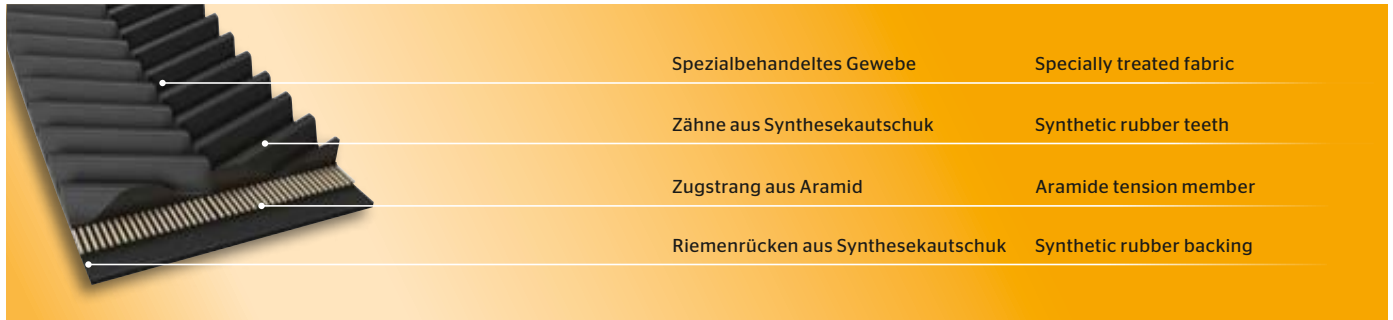 Spezialbehandeltes Gewebe Specially treated fabric
Zähne aus Synthesekautschuk Synthetic rubber teeth
Zugstrang aus Aramid Aramide tension member
Riemenrücken aus Synthesekautschuk Synthetic rubber backing